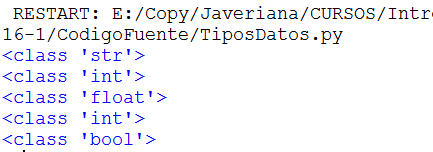 RESTART: E:/Copy/Javeriana/CURSOS/Intro
16-1/CodigoFuente/TiposDatos.py
<class 'str'>
<class 'int'>
<class 'float'>
<class 'int'>
<class 'bool'>